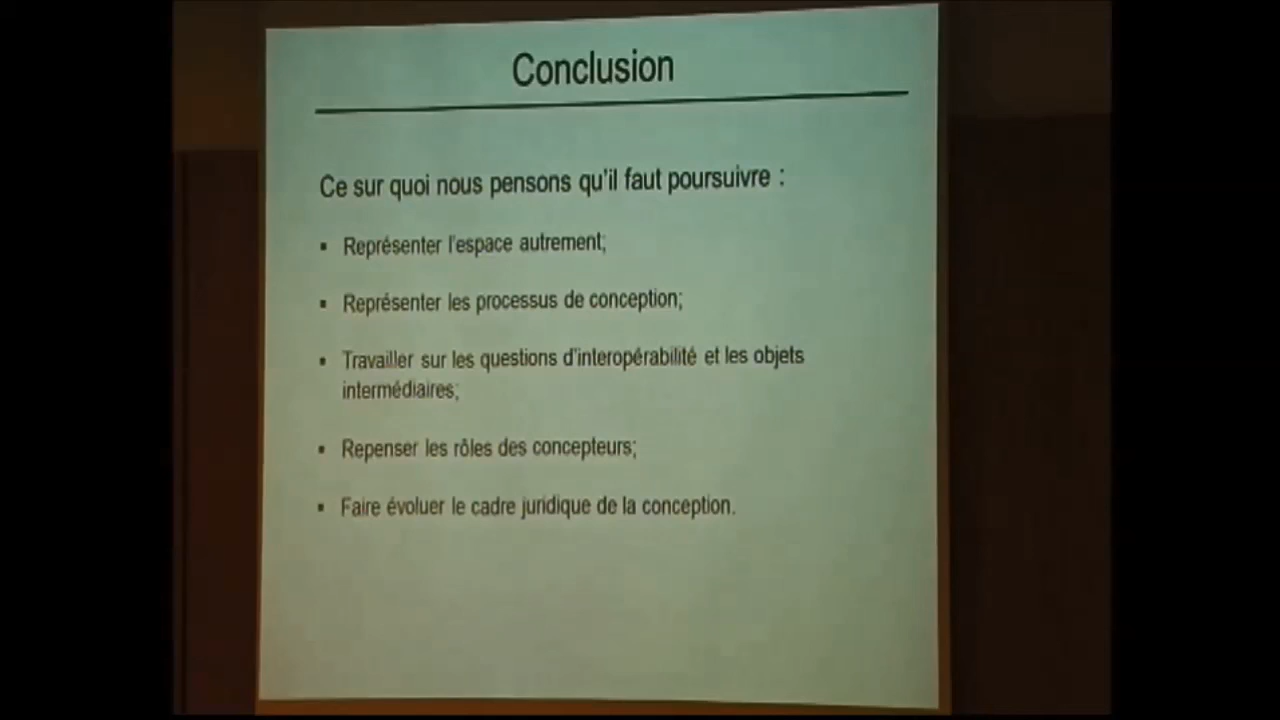 Conclusion
Ce sur quoi nous pensons qu'il faut poursuivre :
▪ Représenter l'espace autrement;
▪ Représenter les processus de conception;
▪ Travailler sur les questions d'interopérabilité et les objets
intermédiaires;
▪ Repenser les rôles des concepteurs;
▪ Faire évoluer le cadre juridique de la conception.